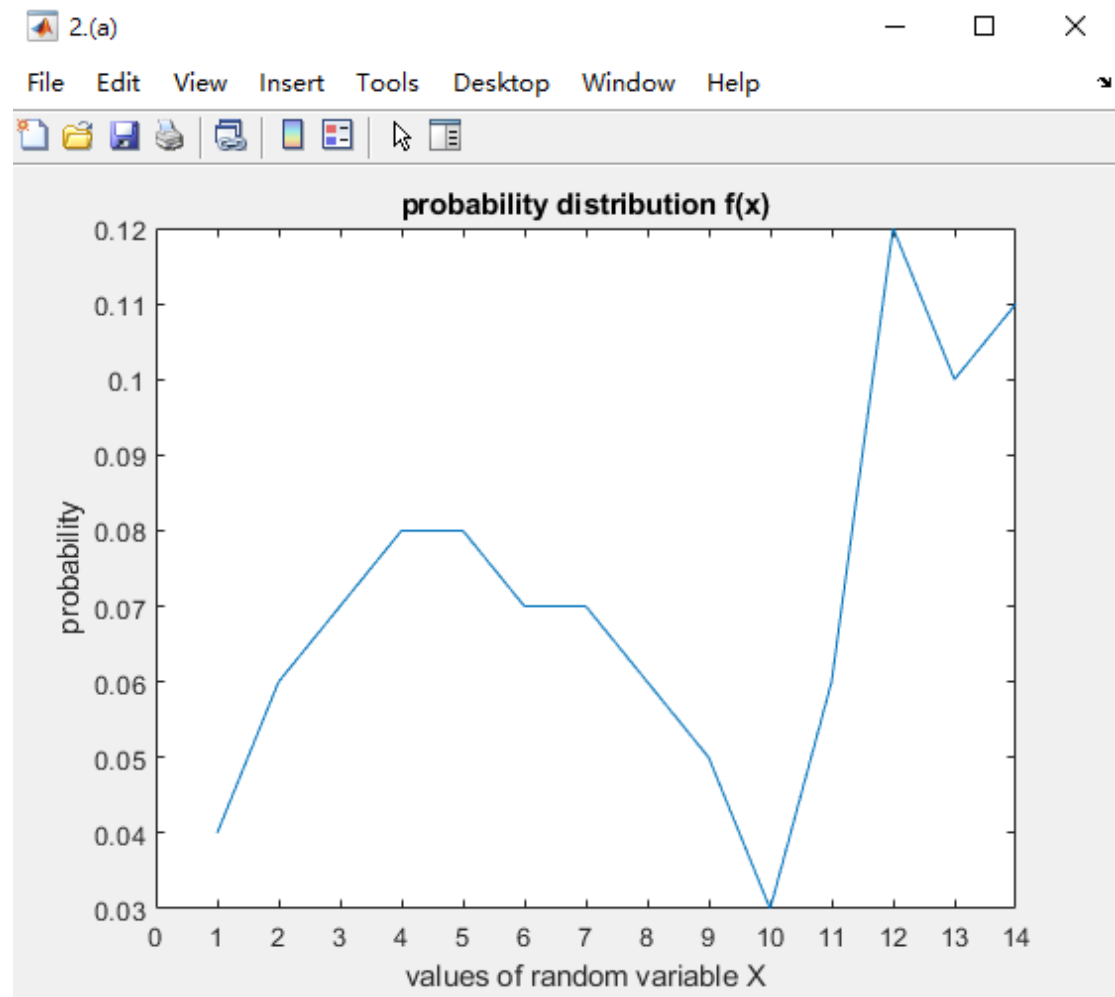 2.(a)
File Edit View Insert Tools Desktop Window Help
probability distribution f(x)
0.12
0.11
0.1
0.09
0.08
0.07
0.06
0.05
0.04
0.03
probability
0 1 2 3 4 5 6 7 8 9 10 11 12 13 14
values of random variable X